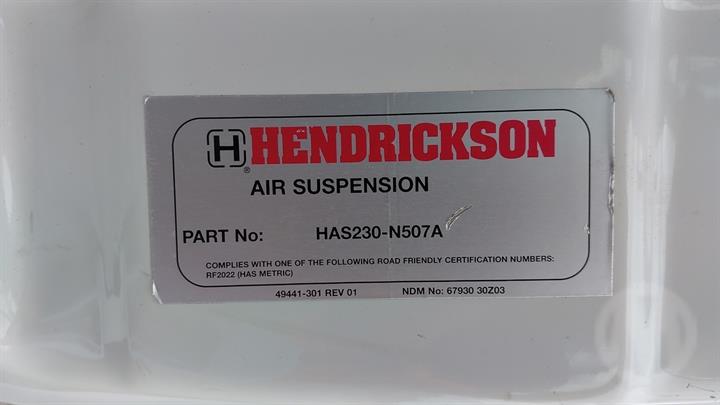 H HENDRICKSON
®
AIR SUSPENSION
PART No: HAS230-N507A
COMPLIES WITH ONE OF THE FOLLOWING ROAD FRIENDLY CERTIFICATION NUMBERS:
RF2022 (HAS METRIC)
49441-301 REV 01 NDM No: 67930 30Z03